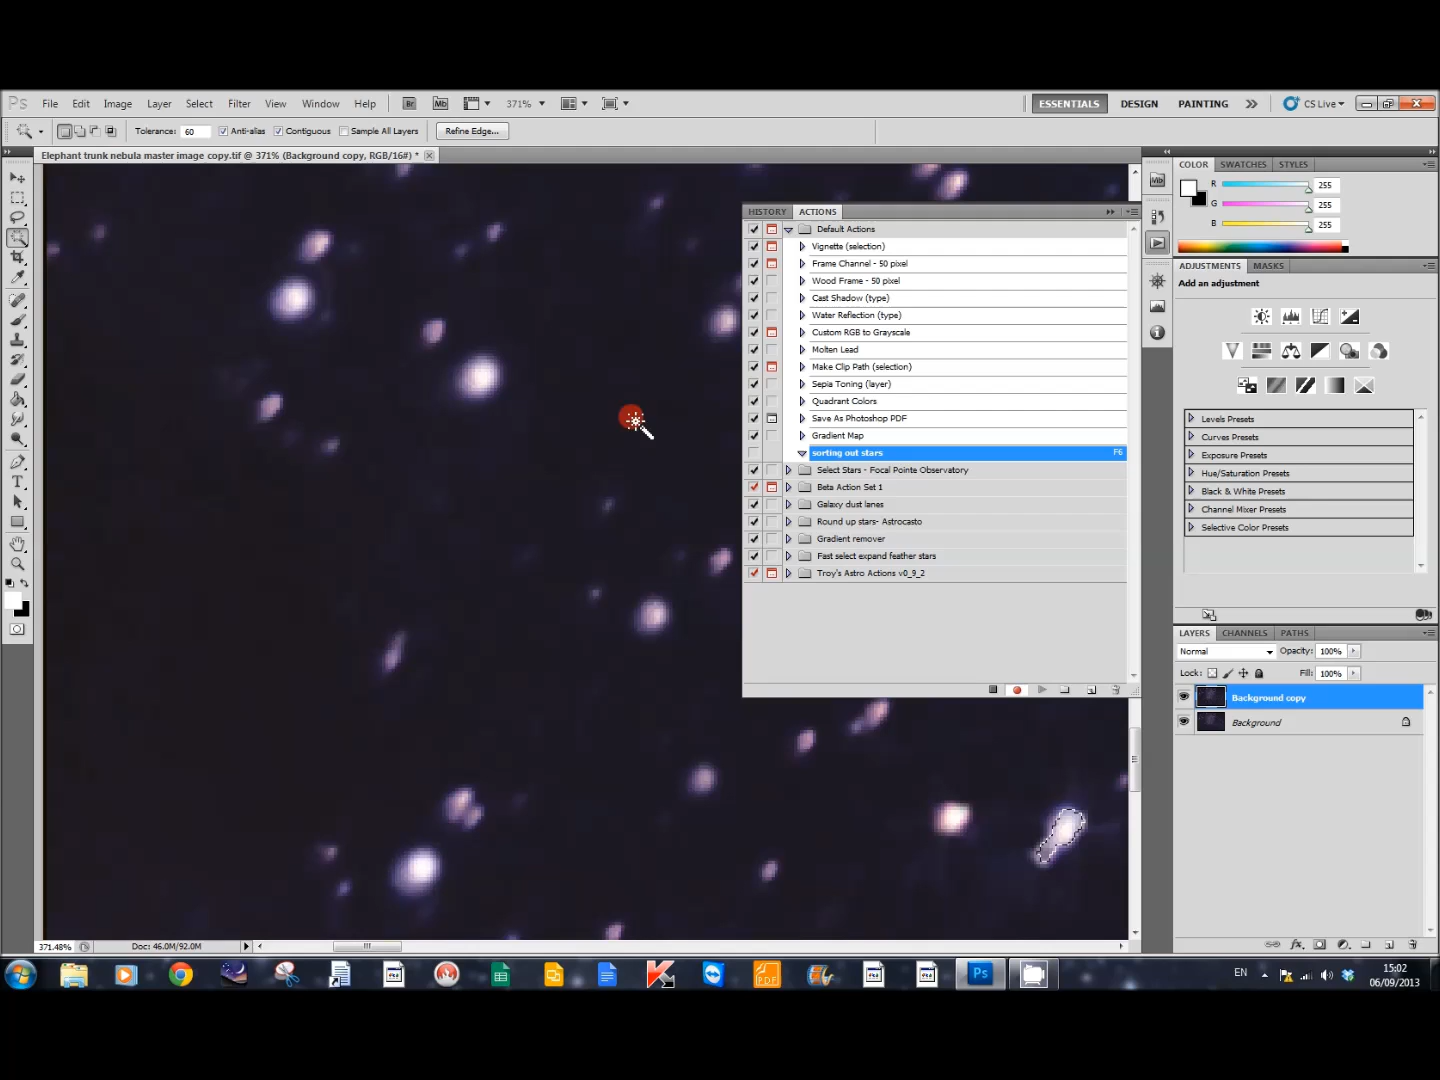 Ps File Edit Image Layer Select Filter View Window Help Br Mb 371% ESSENTIALS DESIGN PAINTING CS Live
Tolerance: 60 Anti-alias Contiguous Sample All Layers Refine Edge...
Elephant trunk nebula master image copy.tif @ 371% (Background copy, RGB/16#) *
HISTORY ACTIONS
Default Actions
Vignette (selection)
Frame Channel - 50 pixel
Wood Frame - 50 pixel
Cast Shadow (type)
Water Reflection (type)
Custom RGB to Grayscale
Molten Lead
Make Clip Path (selection)
Sepia Toning (layer)
Quadrant Colors
Save As Photoshop PDF
Gradient Map
sorting out stars F6
Select Stars - Focal Pointe Observatory
Beta Action Set 1
Galaxy dust lanes
Round up stars- Astrocasto
Gradient remover
Fast select expand feather stars
Troy's Astro Actions v0_9_2
Mb
COLOR SWATCHES STYLES
R 255
G 255
B 255
ADJUSTMENTS MASKS
Add an adjustment
Levels Presets
Curves Presets
Exposure Presets
Hue/Saturation Presets
Black & White Presets
Channel Mixer Presets
Selective Color Presets
LAYERS CHANNELS PATHS
Normal Opacity: 100%
Lock: Fill: 100%
Background copy
Background
371.48% Doc: 46.0M/92.0M
Ps EN 15:02
06/09/2013